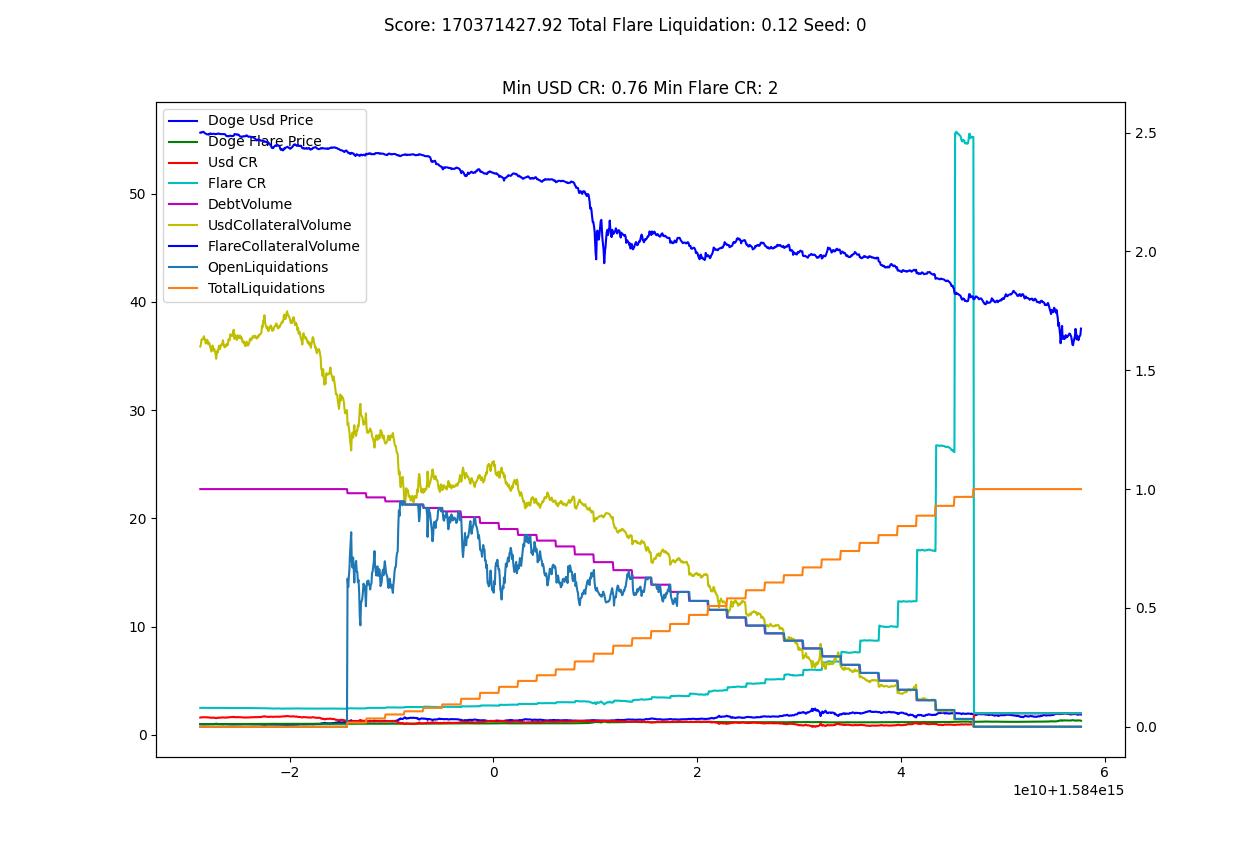 Score: 170371427.92 Total Flare Liquidation: 0.12 Seed: 0
Min USD CR: 0.76 Min Flare CR: 2
Doge Usd Price
Doge Flare Price
Usd CR
Flare CR
DebtVolume
UsdCollateralVolume
FlareCollateralVolume
OpenLiquidations
TotalLiquidations
50
40
30
20
10
0
2.5
2.0
1.5
1.0
0.5
0.0
−2 0 2 4 6
1e10+1.584e15